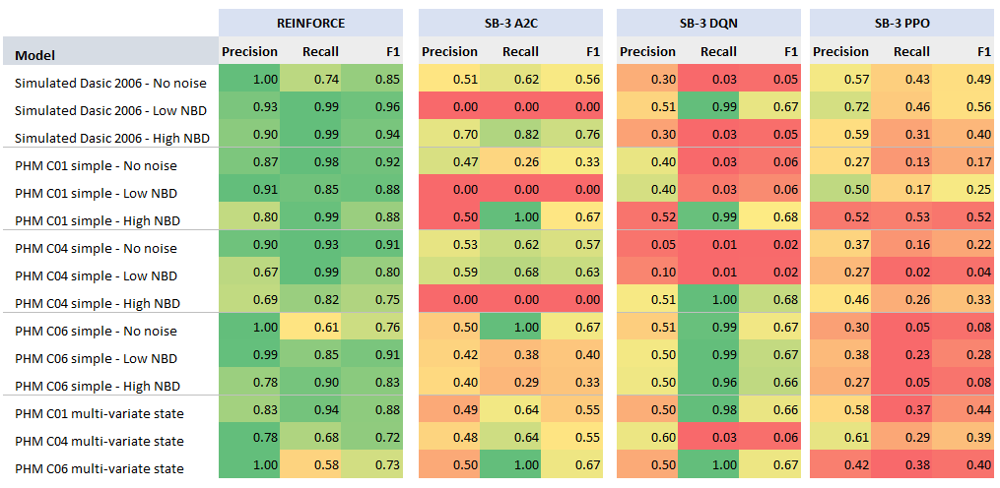 REINFORCE SB-3 A2C SB-3 DQN SB-3 PPO
Model Precision Recall F1 Precision Recall F1 Precision Recall F1 Precision Recall F1
Simulated Dasic 2006 - No noise 1.00 0.74 0.85 0.51 0.62 0.56 0.30 0.03 0.05 0.57 0.43 0.49
Simulated Dasic 2006 - Low NBD 0.93 0.99 0.96 0.00 0.00 0.00 0.51 0.99 0.67 0.72 0.46 0.56
Simulated Dasic 2006 - High NBD 0.90 0.99 0.94 0.70 0.82 0.76 0.30 0.03 0.05 0.59 0.31 0.40
PHM C01 simple - No noise 0.87 0.98 0.92 0.47 0.26 0.33 0.40 0.03 0.06 0.27 0.13 0.17
PHM C01 simple - Low NBD 0.91 0.85 0.88 0.00 0.00 0.00 0.40 0.03 0.06 0.50 0.17 0.25
PHM C01 simple - High NBD 0.80 0.99 0.88 0.50 1.00 0.67 0.52 0.99 0.68 0.52 0.53 0.52
PHM C04 simple - No noise 0.90 0.93 0.91 0.53 0.62 0.57 0.05 0.01 0.02 0.37 0.16 0.22
PHM C04 simple - Low NBD 0.67 0.99 0.80 0.59 0.68 0.63 0.10 0.01 0.02 0.27 0.02 0.04
PHM C04 simple - High NBD 0.69 0.82 0.75 0.00 0.00 0.00 0.51 1.00 0.68 0.46 0.26 0.33
PHM C06 simple - No noise 1.00 0.61 0.76 0.50 1.00 0.67 0.51 0.99 0.67 0.30 0.05 0.08
PHM C06 simple - Low NBD 0.99 0.85 0.91 0.42 0.38 0.40 0.50 0.99 0.67 0.38 0.23 0.28
PHM C06 simple - High NBD 0.78 0.90 0.83 0.40 0.29 0.33 0.50 0.96 0.66 0.27 0.05 0.08
PHM C01 multi-variate state 0.83 0.94 0.88 0.49 0.64 0.55 0.50 0.98 0.66 0.58 0.37 0.44
PHM C04 multi-variate state 0.78 0.68 0.72 0.48 0.64 0.55 0.60 0.03 0.06 0.61 0.29 0.39
PHM C06 multi-variate state 1.00 0.58 0.73 0.50 1.00 0.67 0.50 1.00 0.67 0.42 0.38 0.40